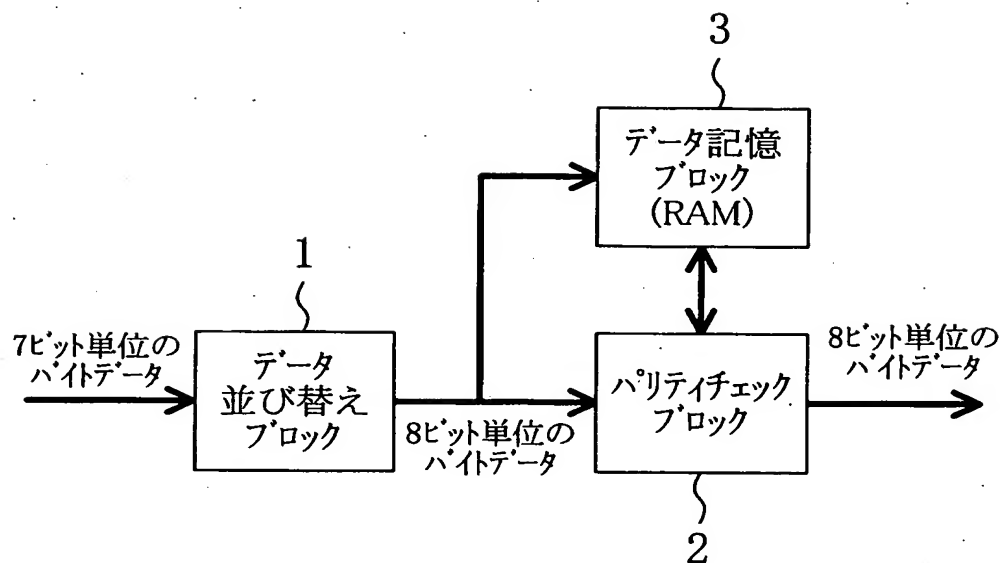 3
データ記憶
ブロック
(RAM)
1
7ビット単位の
バイトデータ
データ
並び替え
ブロック
8ビット単位の
バイトデータ
パリティチェック
ブロック
8ビット単位の
バイトデータ
2